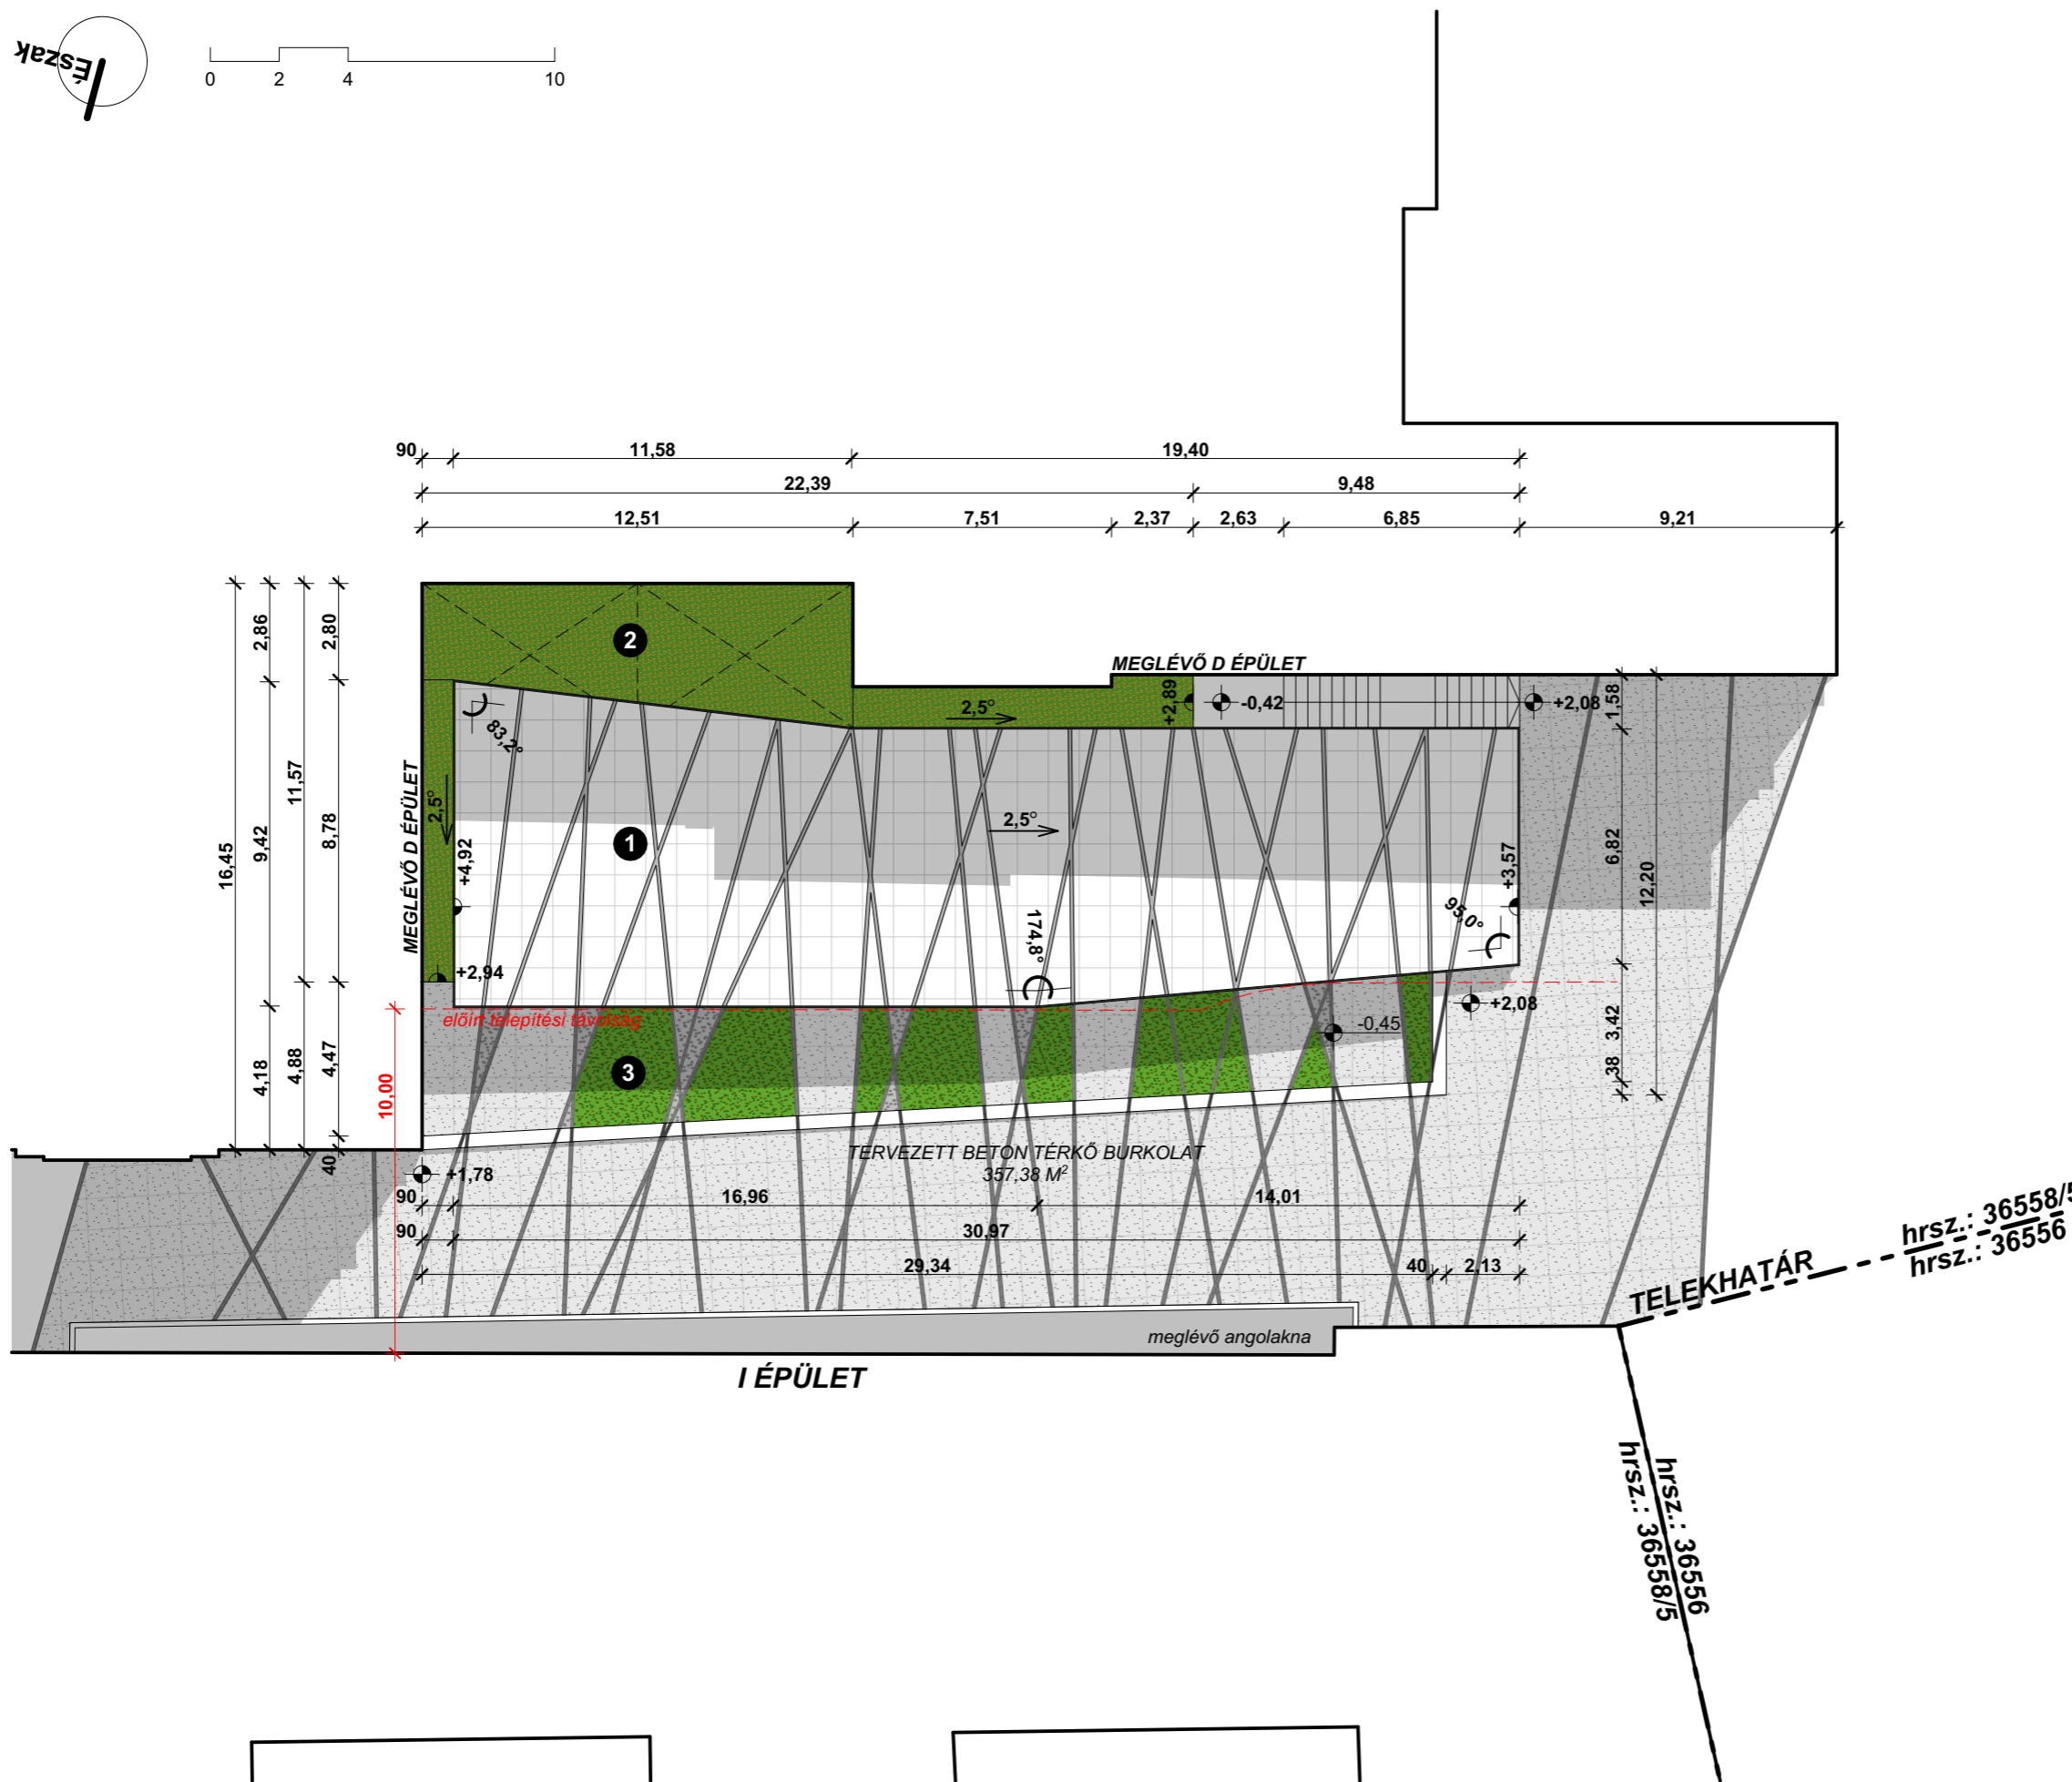 Észak
0 2 4 10
90 11,58 19,40
22,39 9,48
12,51 7,51 2,37 2,63 6,85 9,21
16,45
2,86
9,42
4,18
11,57
4,88
2,80
8,78
4,47
40
10,00
2
MEGLÉVŐ D ÉPÜLET
MEGLÉVŐ D ÉPÜLET
2,5°
+2,89
-0,42
+2,08
1,58
83,2°
2,5°
1
2,5°
+4,92
+3,57
6,82
12,20
95,0°
174,8°
+2,94
előírt telepítési távolság
+2,08
-0,45
3,42
38
3
TERVEZETT BETON TÉRKŐ BURKOLAT
357,38 M²
+1,78
90 16,96 14,01
90 30,97
29,34 40 2,13
meglévő angolakna
I ÉPÜLET
TELEKHATÁR
hrsz.: 36558/5
hrsz.: 36556
hrsz.: 36556
hrsz.: 36558/5